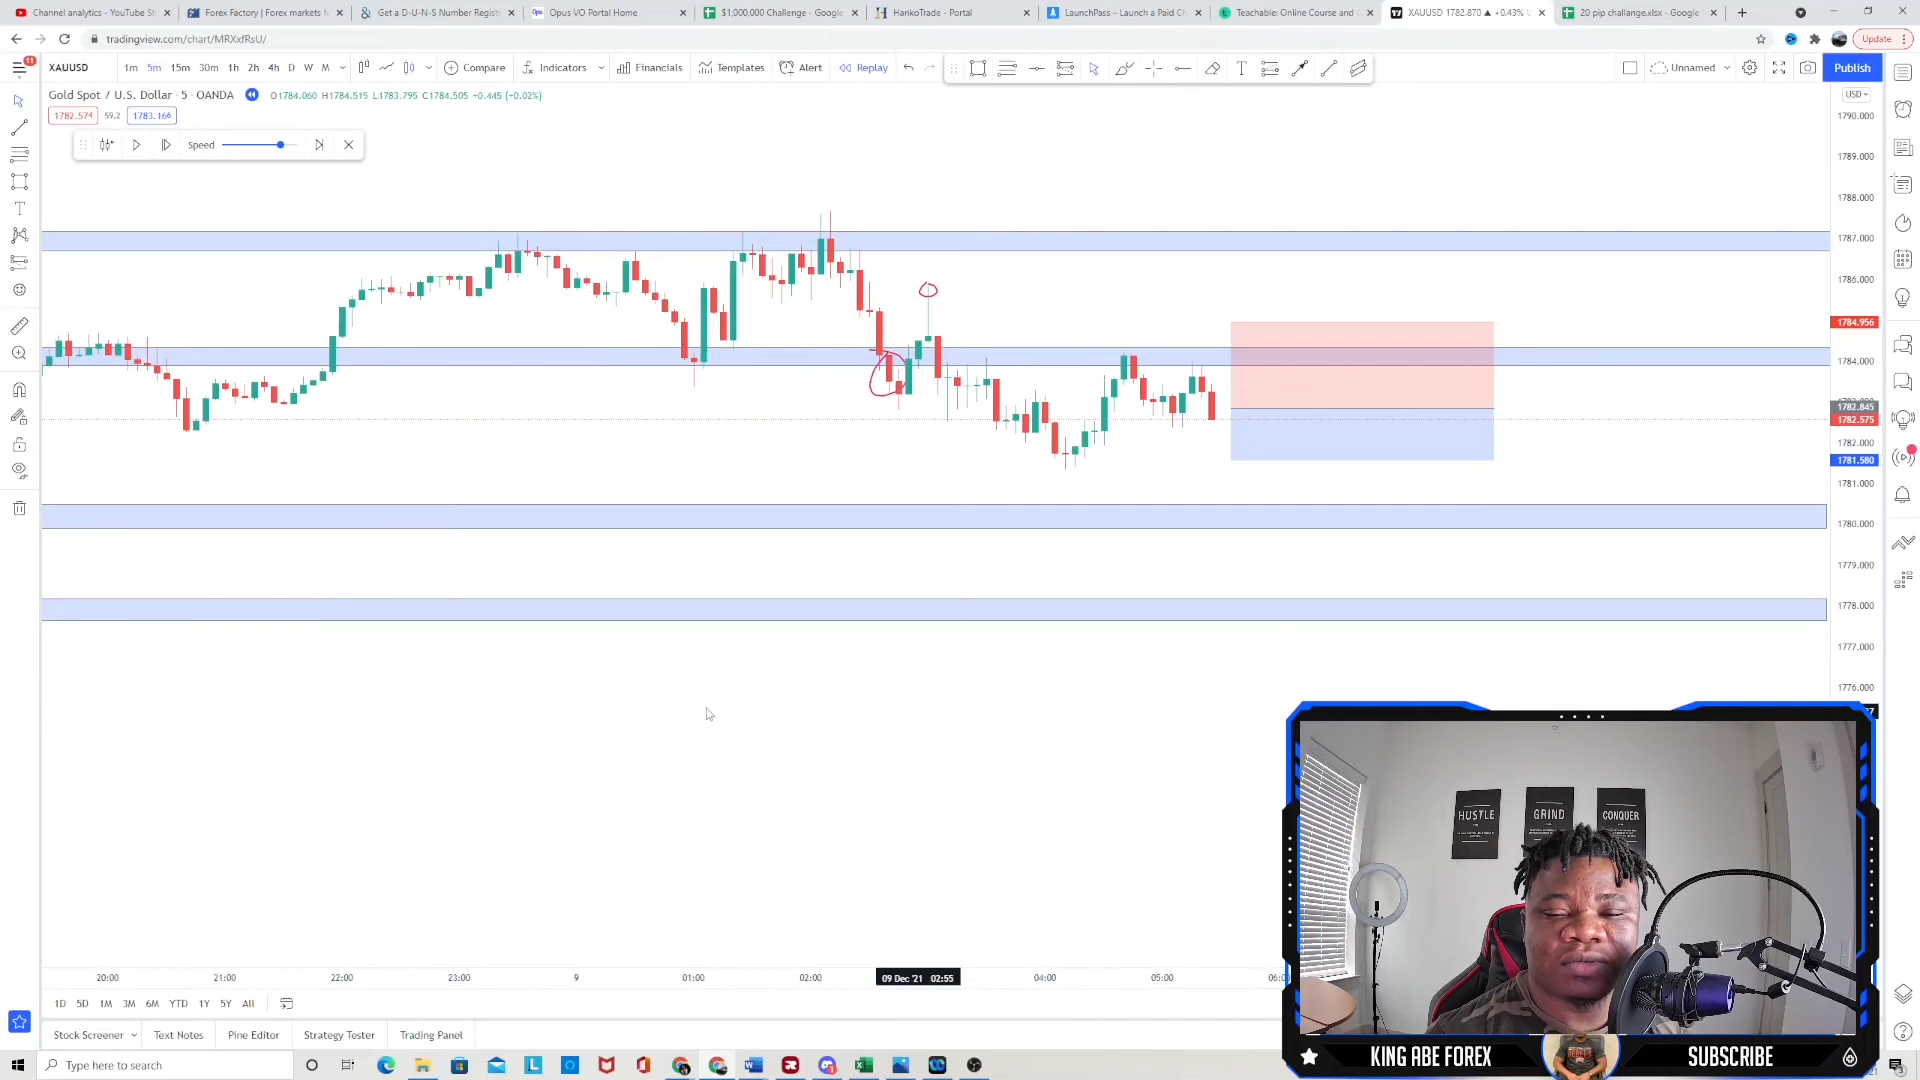 Channel analytics - YouTube St
Forex Factory | Forex markets f
Get a D-U-N-S Number Registr
Opus VO Portal Home
$1,000,000 Challenge - Google
HankoTrade - Portal
LaunchPass – Launch a Paid Ch
Teachable: Online Course and C
XAUUSD 1782.870 ▲ +0.43% U
20 pip challange.xlsx - Google
tradingview.com/chart/MRXxfRsU/
Update
11
XAUUSD 1m 5m 15m 30m 1h 2h 4h D W M Compare Indicators Financials Templates Alert Replay
Unnamed
Publish
Gold Spot / U.S. Dollar · 5 · OANDA O1784.060 H1784.515 L1783.795 C1784.505 +0.445 (+0.02%)
USD
1782.574 59.2 1783.166
Speed
1790.000
1789.000
1788.000
1787.000
1786.000
1784.956
1784.000
1782.845
1782.575
1782.000
1781.580
1781.000
1780.000
1779.000
1778.000
1777.000
1776.000
HUSTLE
GRIND
CONQUER
20:00 21:00 22:00 23:00 9 01:00 02:00 09 Dec '21 02:55 04:00 05:00
1D 5D 1M 3M 6M YTD 1Y 5Y All
Stock Screener Text Notes Pine Editor Strategy Tester Trading Panel
Type here to search
KING ABE FOREX
SUBSCRIBE